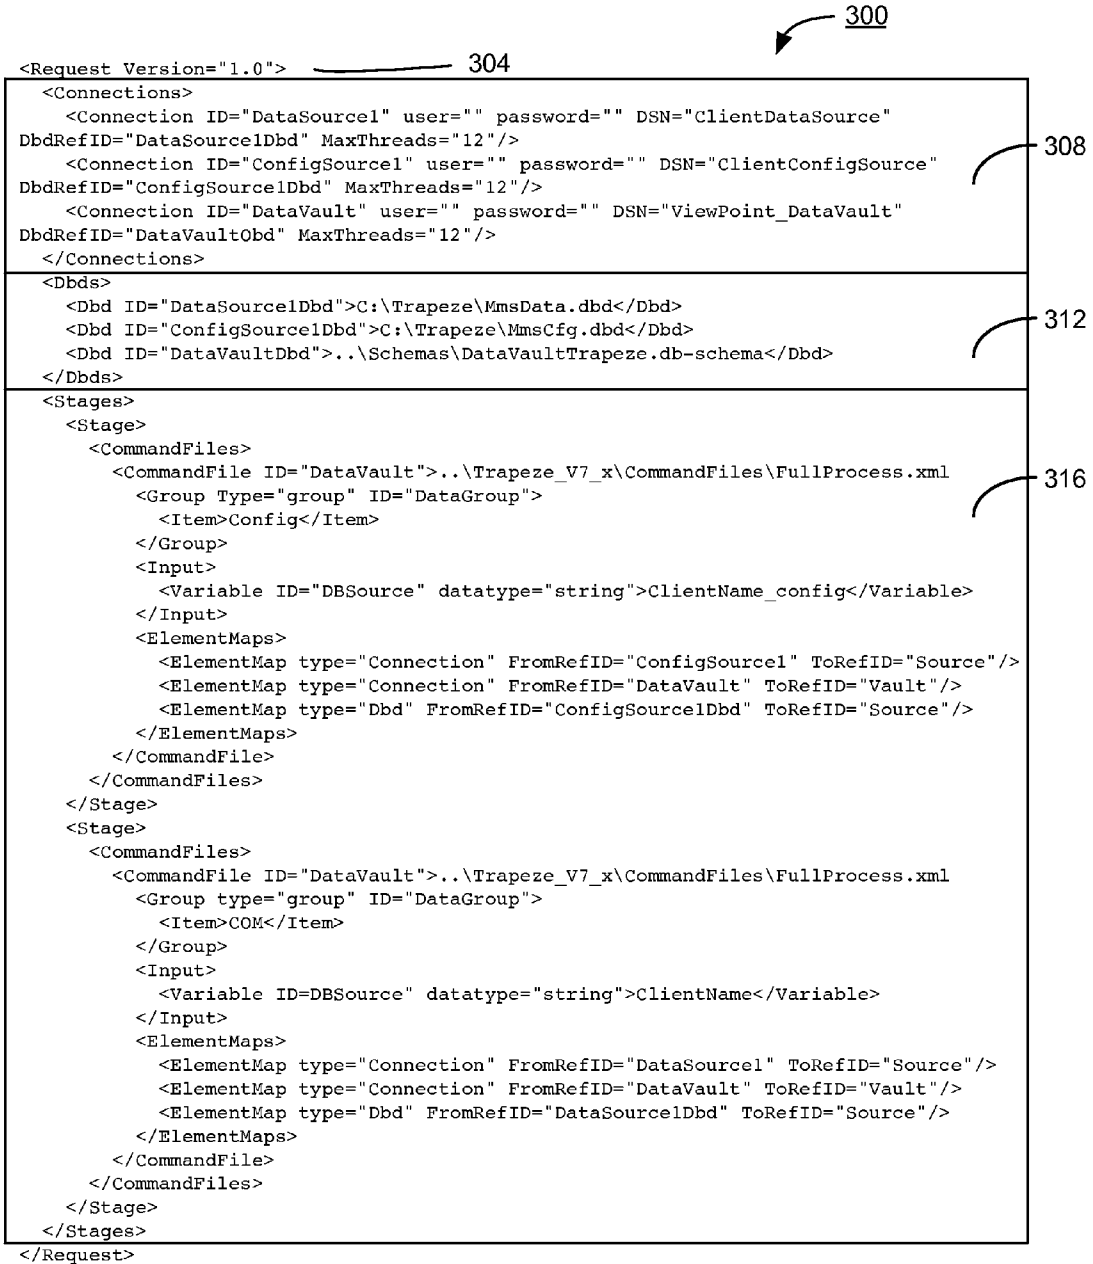 300
<Request Version="1.0"> 304
<Connections>
<Connection ID="DataSource1" user="" password="" DSN="ClientDataSource"
DbdRefID="DataSource1Dbd" MaxThreads="12"/>
308
<Connection ID="ConfigSource1" user="" password="" DSN="ClientConfigSource"
DbdRefID="ConfigSource1Dbd" MaxThreads="12"/>
<Connection ID="DataVault" user="" password="" DSN="ViewPoint_DataVault"
DbdRefID="DataVaultObd" MaxThreads="12"/>
</Connections>
<Dbds>
<Dbd ID="DataSource1Dbd">C:\Trapeze\MmsData.dbd</Dbd>
312
<Dbd ID="ConfigSource1Dbd">C:\Trapeze\MmsCfg.dbd</Dbd>
<Dbd ID="DataVaultDbd">..\Schemas\DataVaultTrapeze.db-schema</Dbd>
</Dbds>
<Stages>
<Stage>
<CommandFiles>
<CommandFile ID="DataVault">..\Trapeze_V7_x\CommandFiles\FullProcess.xml
316
<Group Type="group" ID="DataGroup">
<Item>Config</Item>
</Group>
<Input>
<Variable ID="DBSource" datatype="string">ClientName_config</Variable>
</Input>
<ElementMaps>
<ElementMap type="Connection" FromRefID="ConfigSource1" ToRefID="Source"/>
<ElementMap type="Connection" FromRefID="DataVault" ToRefID="Vault"/>
<ElementMap type="Dbd" FromRefID="ConfigSource1Dbd" ToRefID="Source"/>
</ElementMaps>
</CommandFile>
</CommandFiles>
</Stage>
<Stage>
<CommandFiles>
<CommandFile ID="DataVault">..\Trapeze_V7_x\CommandFiles\FullProcess.xml
<Group type="group" ID="DataGroup">
<Item>COM</Item>
</Group>
<Input>
<Variable ID=DBSource" datatype="string">ClientName</Variable>
</Input>
<ElementMaps>
<ElementMap type="Connection" FromRefID="DataSource1" ToRefID="Source"/>
<ElementMap type="Connection" FromRefID="DataVault" ToRefID="Vault"/>
<ElementMap type="Dbd" FromRefID="DataSource1Dbd" ToRefID="Source"/>
</ElementMaps>
</CommandFile>
</CommandFiles>
</Stage>
</Stages>
</Request>